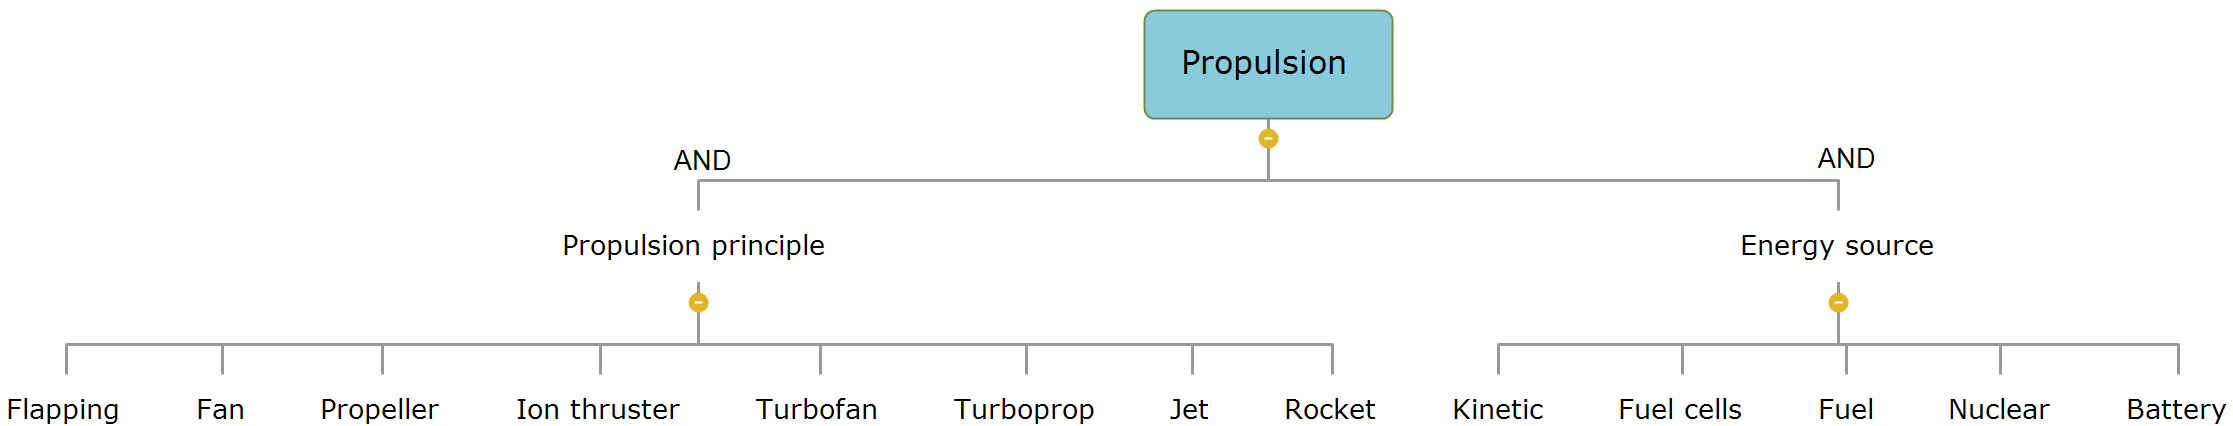 Propulsion
AND
AND
Propulsion principle
Energy source
Flapping
Fan
Propeller
Ion thruster
Turbofan
Turboprop
Jet
Rocket
Kinetic
Fuel cells
Fuel
Nuclear
Battery